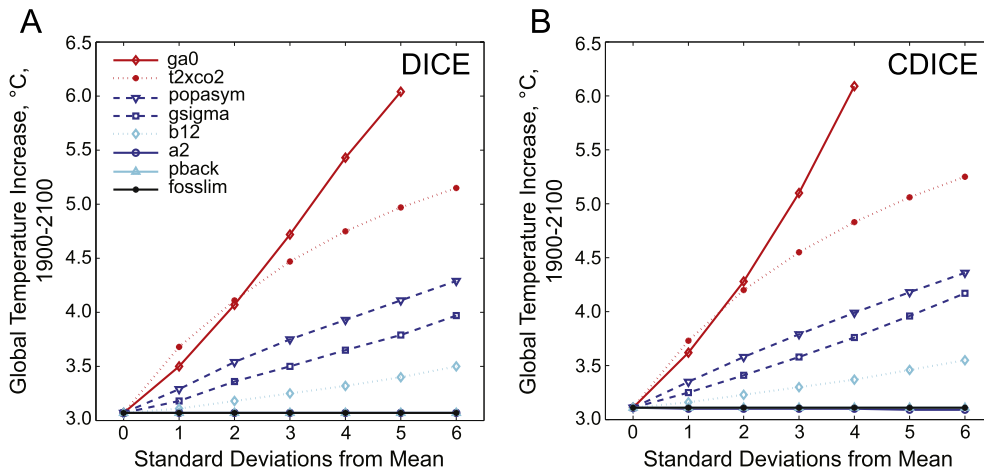 A
DICE
Global Temperature Increase, °C,
1900-2100
6.5
6.0
5.5
5.0
4.5
4.0
3.5
3.0
ga0
t2xco2
popasym
gsigma
b12
a2
pback
fosslim
0 1 2 3 4 5 6
Standard Deviations from Mean
B
CDICE
Global Temperature Increase, °C,
1900-2100
6.5
6.0
5.5
5.0
4.5
4.0
3.5
3.0
0 1 2 3 4 5 6
Standard Deviations from Mean